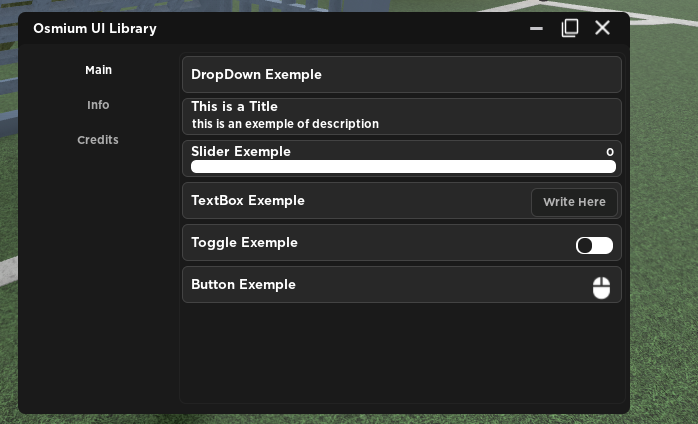 Osmium UI Library
Main
Info
Credits
DropDown Exemple
This is a Title
this is an exemple of description
Slider Exemple 0
TextBox Exemple Write Here
Toggle Exemple
Button Exemple